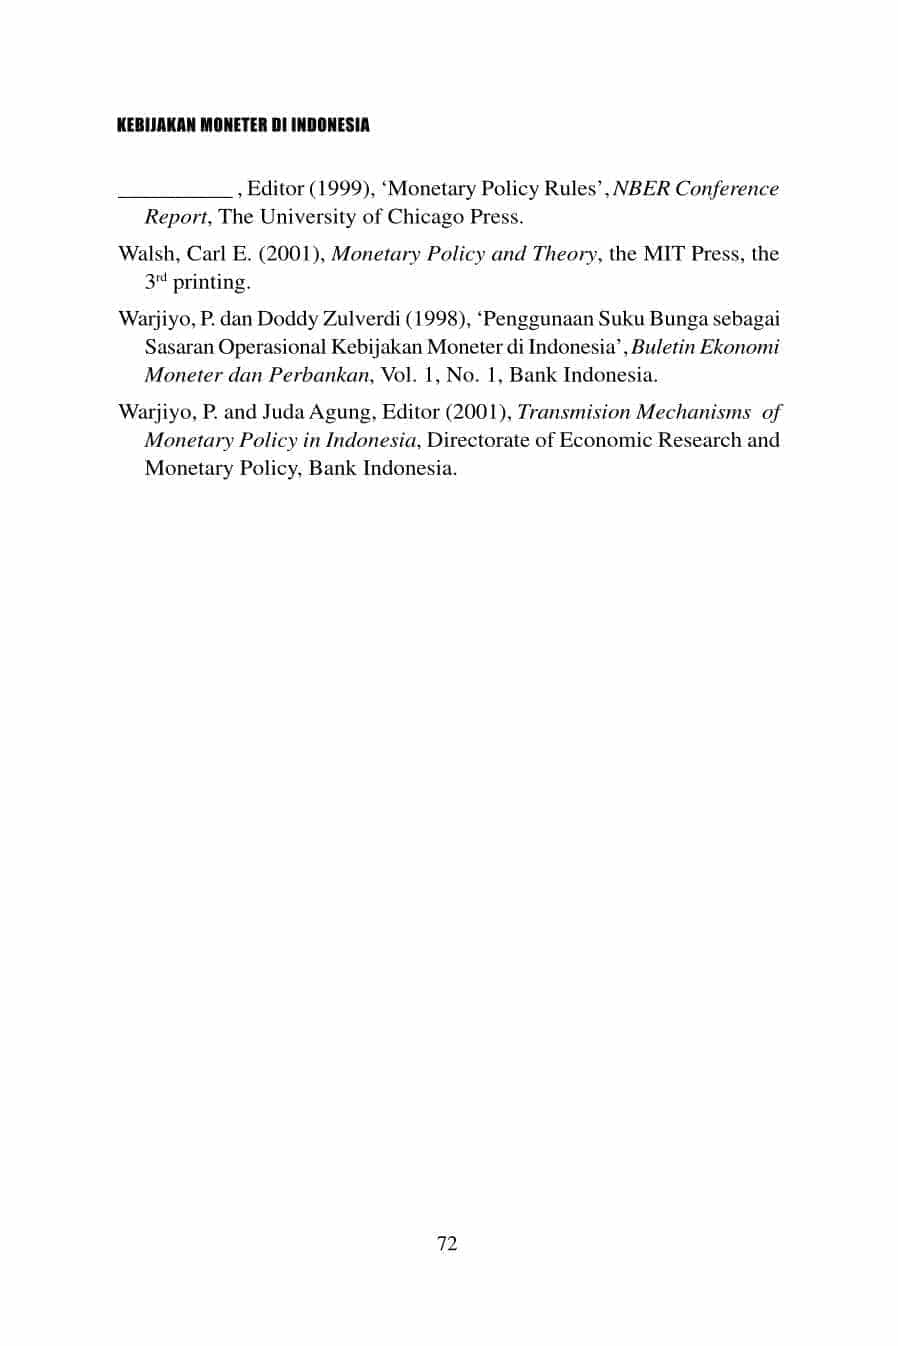 KEBIJAKAN MONETER DI INDONESIA
__________ , Editor (1999), ‘Monetary Policy Rules’, NBER Conference
Report, The University of Chicago Press.
Walsh, Carl E. (2001), Monetary Policy and Theory, the MIT Press, the
3rd printing.
Warjiyo, P. dan Doddy Zulverdi (1998), ‘Penggunaan Suku Bunga sebagai
Sasaran Operasional Kebijakan Moneter di Indonesia’, Buletin Ekonomi
Moneter dan Perbankan, Vol. 1, No. 1, Bank Indonesia.
Warjiyo, P. and Juda Agung, Editor (2001), Transmision Mechanisms of
Monetary Policy in Indonesia, Directorate of Economic Research and
Monetary Policy, Bank Indonesia.
72